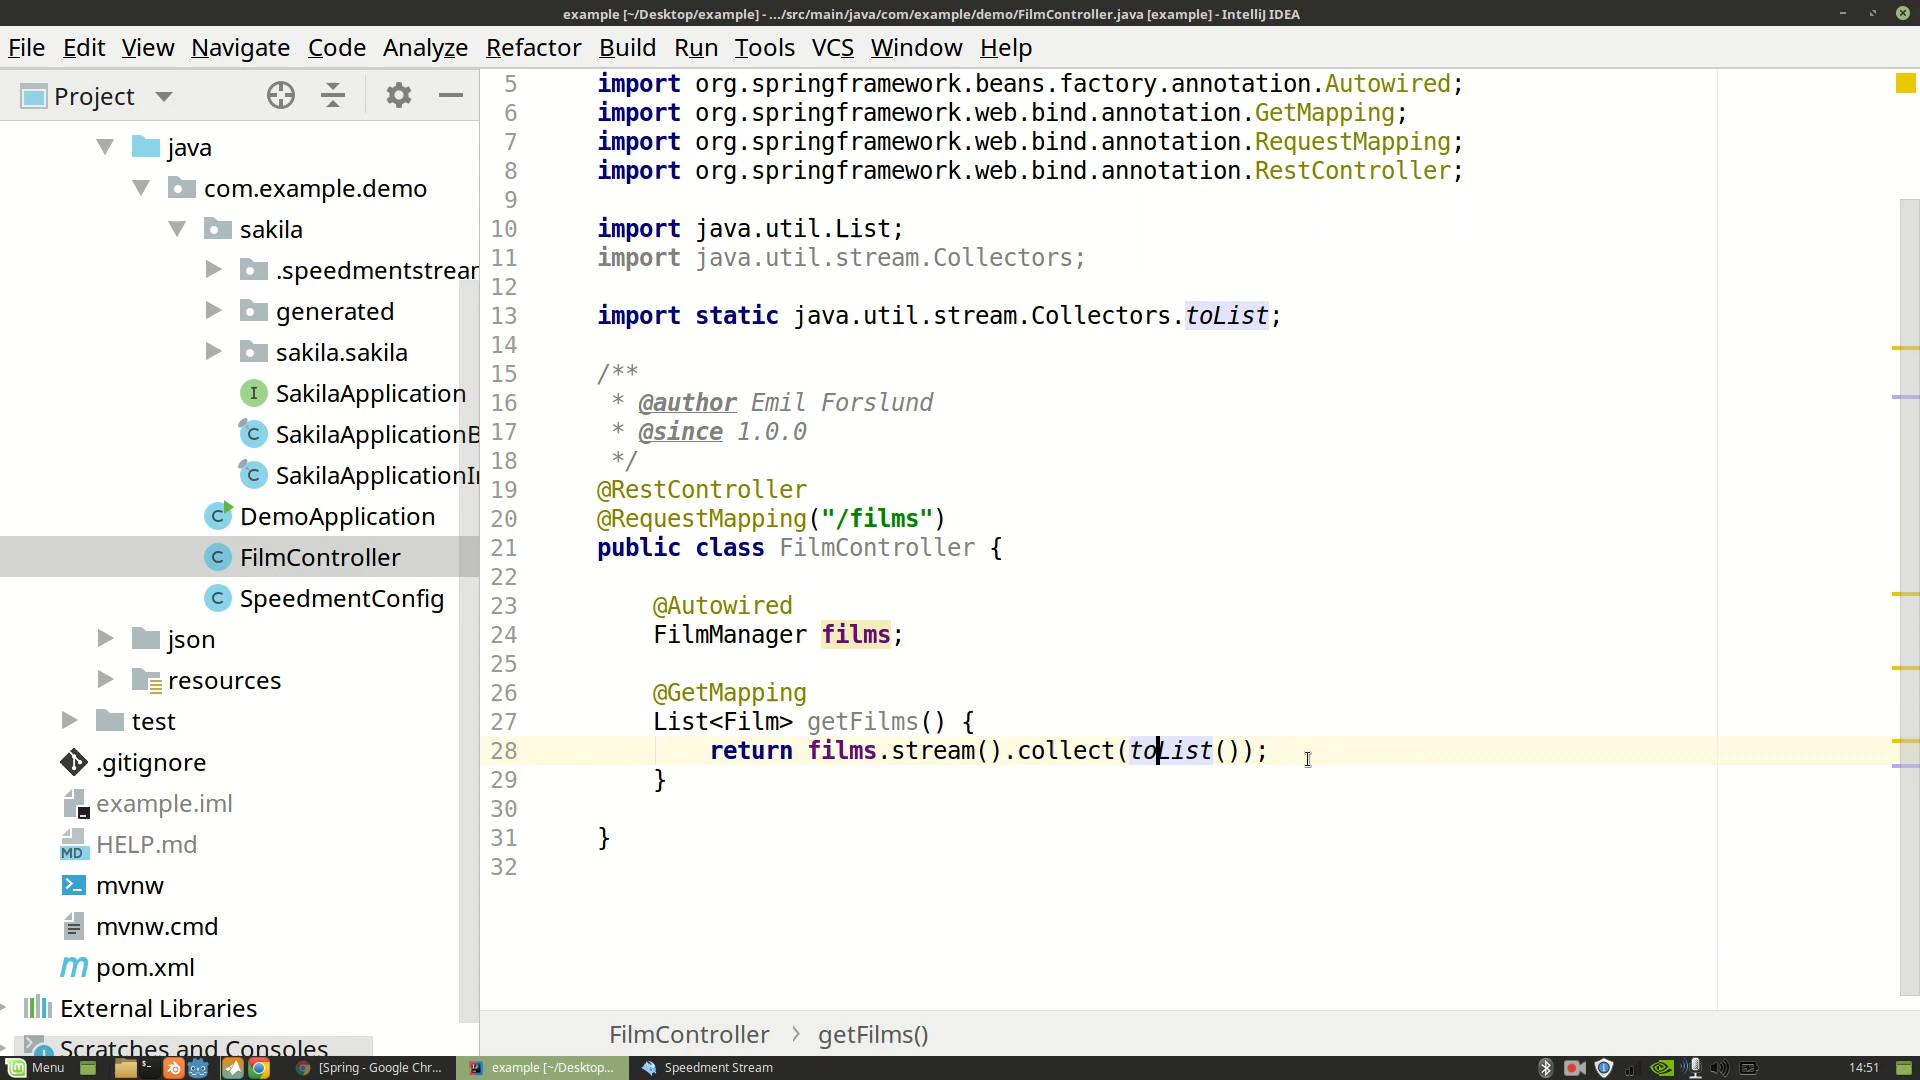 example [~/Desktop/example] - .../src/main/java/com/example/demo/FilmController.java [example] - IntelliJ IDEA
File Edit View Navigate Code Analyze Refactor Build Run Tools VCS Window Help
Project
java
com.example.demo
sakila
.speedmentstrear
generated
sakila.sakila
SakilaApplication
SakilaApplicationB
SakilaApplicationI
DemoApplication
FilmController
SpeedmentConfig
json
resources
test
.gitignore
example.iml
HELP.md
mvnw
mvnw.cmd
pom.xml
External Libraries
Scratches and Consoles
5 import org.springframework.beans.factory.annotation.Autowired;
6 import org.springframework.web.bind.annotation.GetMapping;
7 import org.springframework.web.bind.annotation.RequestMapping;
8 import org.springframework.web.bind.annotation.RestController;
9
10 import java.util.List;
11 import java.util.stream.Collectors;
12
13 import static java.util.stream.Collectors.toList;
14
15 /**
16 * @author Emil Forslund
17 * @since 1.0.0
18 */
19 @RestController
20 @RequestMapping("/films")
21 public class FilmController {
22
23 @Autowired
24 FilmManager films;
25
26 @GetMapping
27 List<Film> getFilms() {
28 return films.stream().collect(toList());
29 }
30
31 }
32
FilmController > getFilms()
Menu [Spring - Google Chr... example [~/Desktop... Speedment Stream 14:51